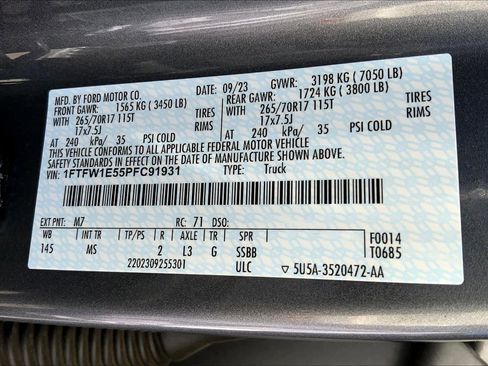 MFD. BY FORD MOTOR CO. 09/23 GVWR: 3198 KG ( 7050 LB)
FRONT GAWR: 1565 KG ( 3450 LB) REAR GAWR: 1724 KG ( 3800 LB)
WITH 265/70R17 115T TIRES WITH 265/70R17 115T TIRES
17x7.5J RIMS 17x7.5J RIMS
AT 240 kPa/ 35 PSI COLD AT 240 kPa/ 35 PSI COLD
THIS VEHICLE CONFORMS TO ALL APPLICABLE FEDERAL MOTOR VEHICLE
SAFETY STANDARDS IN EFFECT ON THE DATE OF MANUFACTURE SHOWN ABOVE.
VIN: 1FTFW1E55PFC91931 TYPE: Truck
EXT PNT: M7 RC: 71 DSO: F0014
WB INT TR TP/PS R AXLE TR SPR T0685
145 MS 2 L3 G SSBB
2202309255301 ULC ▽ 5U5A-3520472-AA